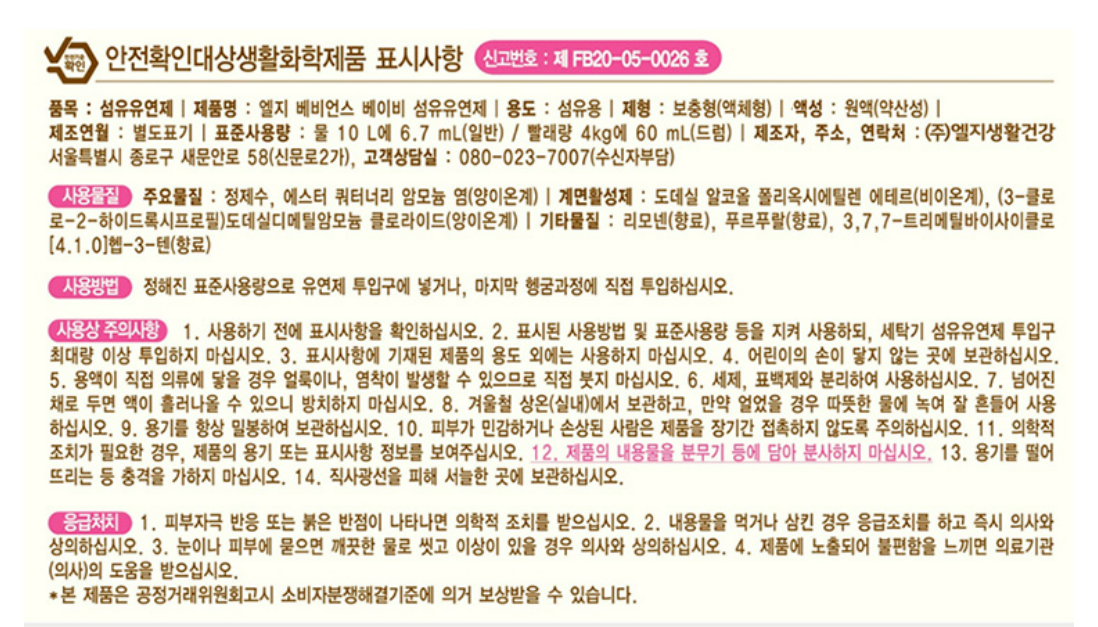 안전기준 확인 안전확인대상생활화학제품 표시사항 신고번호 : 제 FB20-05-0026 호
품목 : 섬유유연제 | 제품명 : 엘지 베비언스 베이비 섬유유연제 | 용도 : 섬유용 | 제형 : 보충형(액체형) | 액성 : 원액(약산성) |
제조연월 : 별도표기 | 표준사용량 : 물 10 L에 6.7 mL(일반) / 빨래량 4kg에 60 mL(드럼) | 제조자, 주소, 연락처 : (주)엘지생활건강
서울특별시 종로구 새문안로 58(신문로2가), 고객상담실 : 080-023-7007(수신자부담)
사용물질 주요물질 : 정제수, 에스터 쿼터너리 암모늄 염(양이온계) | 계면활성제 : 도데실 알코올 폴리옥시에틸렌 에테르(비이온계), (3-클로
로-2-하이드록시프로필)도데실디메틸암모늄 클로라이드(양이온계) | 기타물질 : 리모넨(향료), 푸르푸랄(향료), 3,7,7-트리메틸바이사이클로
[4.1.0]헵-3-텐(향료)
사용방법 정해진 표준사용량으로 유연제 투입구에 넣거나, 마지막 헹굼과정에 직접 투입하십시오.
사용상 주의사항 1. 사용하기 전에 표시사항을 확인하십시오. 2. 표시된 사용방법 및 표준사용량 등을 지켜 사용하되, 세탁기 섬유유연제 투입구
최대량 이상 투입하지 마십시오. 3. 표시사항에 기재된 제품의 용도 외에는 사용하지 마십시오. 4. 어린이의 손이 닿지 않는 곳에 보관하십시오.
5. 용액이 직접 의류에 닿을 경우 얼룩이나, 염착이 발생할 수 있으므로 직접 붓지 마십시오. 6. 세제, 표백제와 분리하여 사용하십시오. 7. 넘어진
채로 두면 액이 흘러나올 수 있으니 방치하지 마십시오. 8. 겨울철 상온(실내)에서 보관하고, 만약 얼었을 경우 따뜻한 물에 녹여 잘 흔들어 사용
하십시오. 9. 용기를 항상 밀봉하여 보관하십시오. 10. 피부가 민감하거나 손상된 사람은 제품을 장기간 접촉하지 않도록 주의하십시오. 11. 의학적
조치가 필요한 경우, 제품의 용기 또는 표시사항 정보를 보여주십시오. 12. 제품의 내용물을 분무기 등에 담아 분사하지 마십시오. 13. 용기를 떨어
뜨리는 등 충격을 가하지 마십시오. 14. 직사광선을 피해 서늘한 곳에 보관하십시오.
응급처치 1. 피부자극 반응 또는 붉은 반점이 나타나면 의학적 조치를 받으십시오. 2. 내용물을 먹거나 삼킨 경우 응급조치를 하고 즉시 의사와
상의하십시오. 3. 눈이나 피부에 묻으면 깨끗한 물로 씻고 이상이 있을 경우 의사와 상의하십시오. 4. 제품에 노출되어 불편함을 느끼면 의료기관
(의사)의 도움을 받으십시오.
*본 제품은 공정거래위원회고시 소비자분쟁해결기준에 의거 보상받을 수 있습니다.